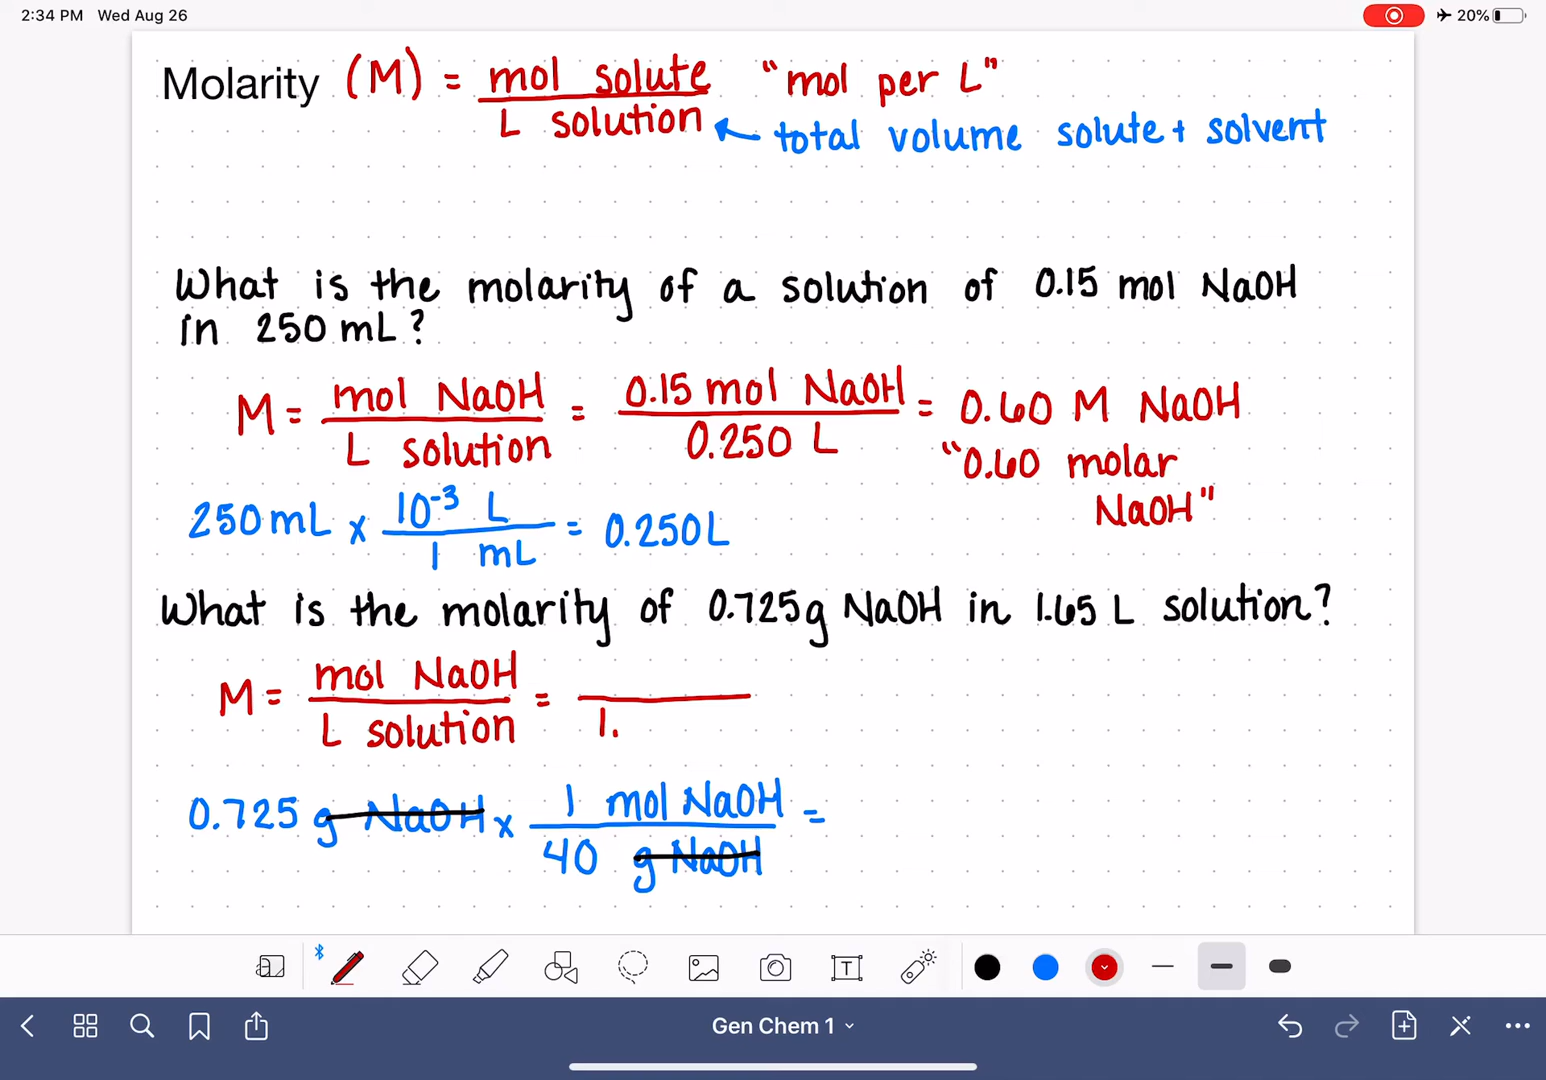 2:34 PM Wed Aug 26
20%
Molarity (M) = mol solute / L solution "mol per L"
total volume solute + solvent
What is the molarity of a solution of 0.15 mol NaOH
in 250 mL?
M = mol NaOH / L solution = 0.15 mol NaOH / 0.250 L = 0.60 M NaOH
"0.60 molar
NaOH"
250 mL x 10⁻³ L / 1 mL = 0.250 L
What is the molarity of 0.725g NaOH in 1.65 L solution?
M = mol NaOH / L solution = / 1.
0.725 g NaOH x 1 mol NaOH / 40 g NaOH =
T
Gen Chem 1